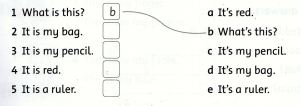 1 What is this? b a It's red.
2 It is my bag. b What's this?
3 It is my pencil. c It's my pencil.
4 It is red. d It's my bag.
5 It is a ruler. e It's a ruler.